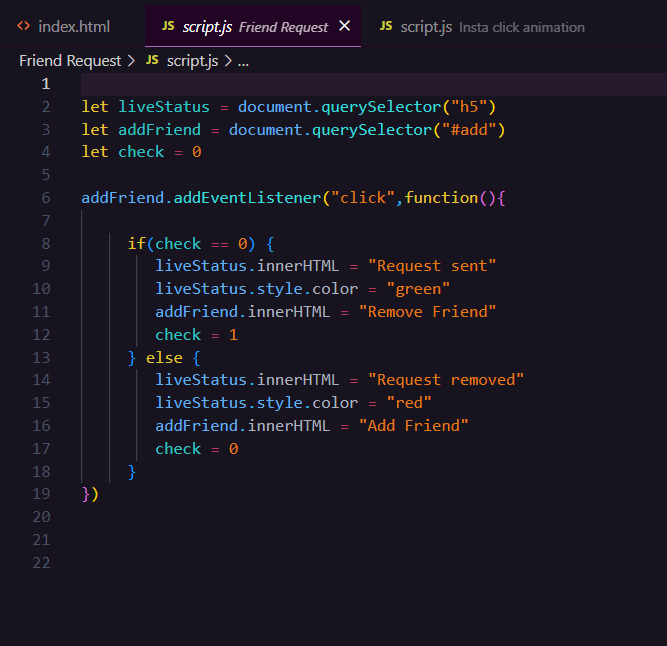 <> index.html JS script.js Friend Request × JS script.js Insta click animation
Friend Request > JS script.js > ...
1
2 let liveStatus = document.querySelector("h5")
3 let addFriend = document.querySelector("#add")
4 let check = 0
5
6 addFriend.addEventListener("click",function(){
7
8 if(check == 0) {
9 liveStatus.innerHTML = "Request sent"
10 liveStatus.style.color = "green"
11 addFriend.innerHTML = "Remove Friend"
12 check = 1
13 } else {
14 liveStatus.innerHTML = "Request removed"
15 liveStatus.style.color = "red"
16 addFriend.innerHTML = "Add Friend"
17 check = 0
18 }
19 })
20
21
22